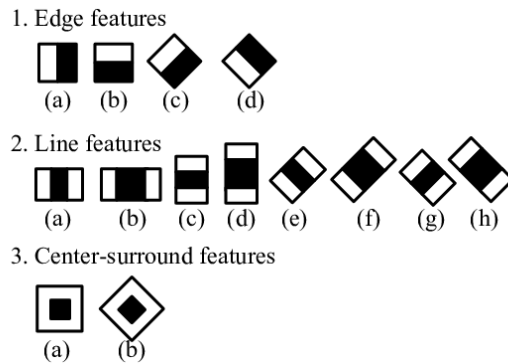 1. Edge features
(a) (b) (c) (d)
2. Line features
(a) (b) (c) (d) (e) (f) (g) (h)
3. Center-surround features
(a) (b)